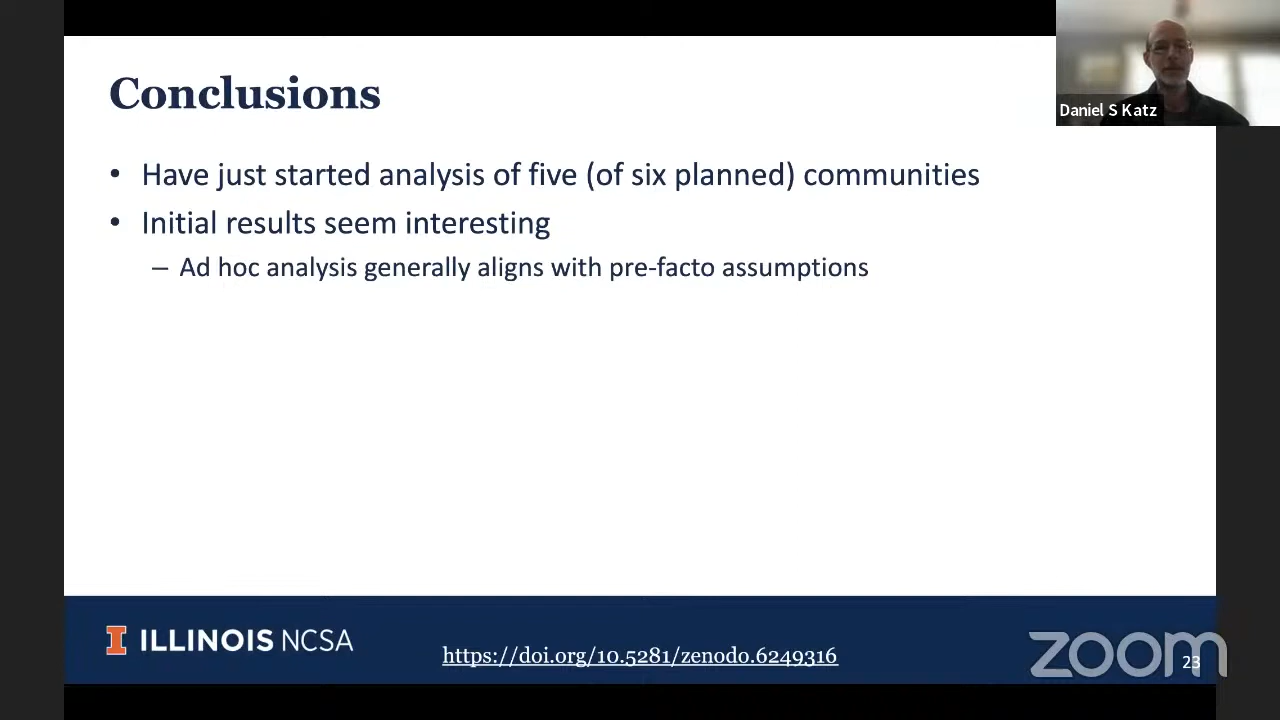 Conclusions
Daniel S Katz
• Have just started analysis of five (of six planned) communities
• Initial results seem interesting
– Ad hoc analysis generally aligns with pre-facto assumptions
I ILLINOIS NCSA
https://doi.org/10.5281/zenodo.6249316
zoom
23